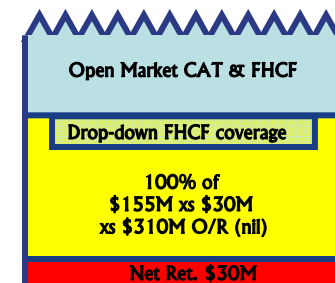 Open Market CAT & FHCF
Drop-down FHCF coverage
100% of
$155M xs $30M
xs $310M O/R (nil)
Net Ret. $30M